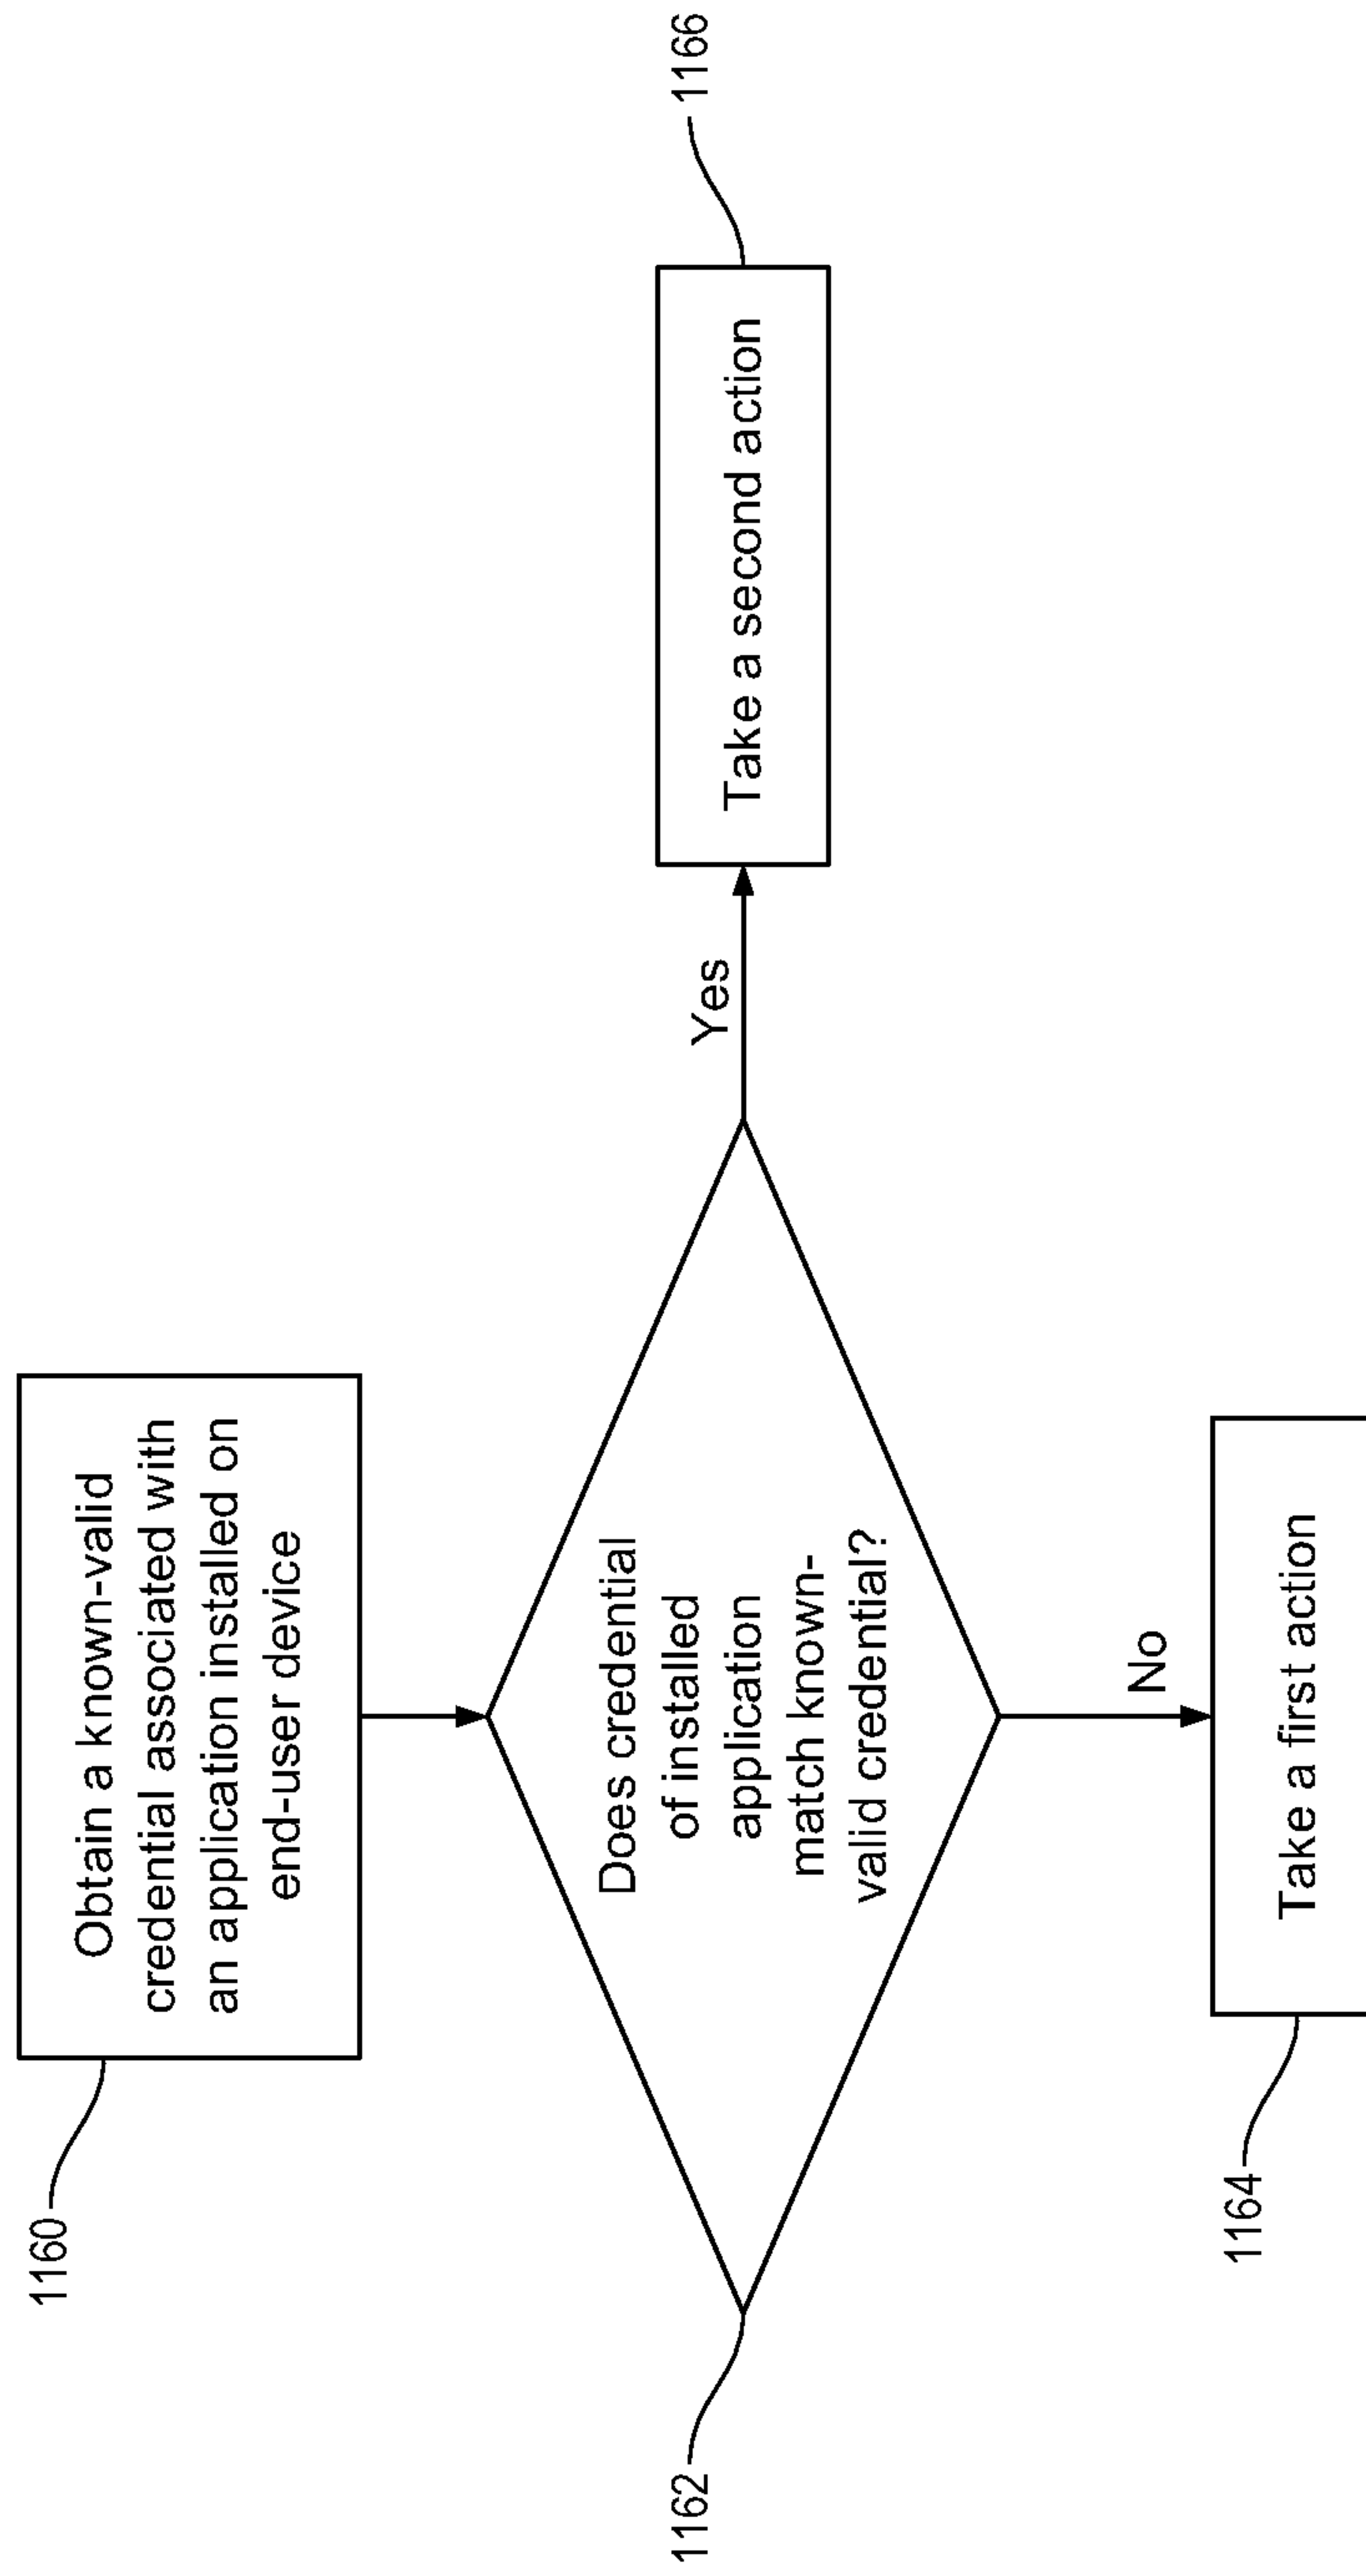 1160
Obtain a known-valid
credential associated with
an application installed on
end-user device
1162
Does credential
of installed
application
match known-
valid credential?
Yes
1166
Take a second action
No
1164
Take a first action